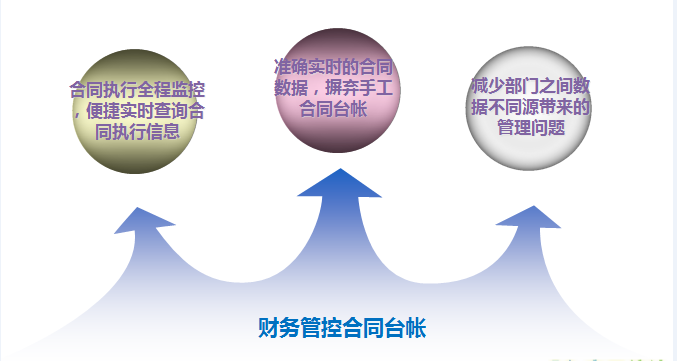 合同执行全程监控
，便捷实时查询合
同执行信息
准确实时的合同
数据，摒弃手工
合同台帐
减少部门之间数
据不同源带来的
管理问题
财务管控合同台帐